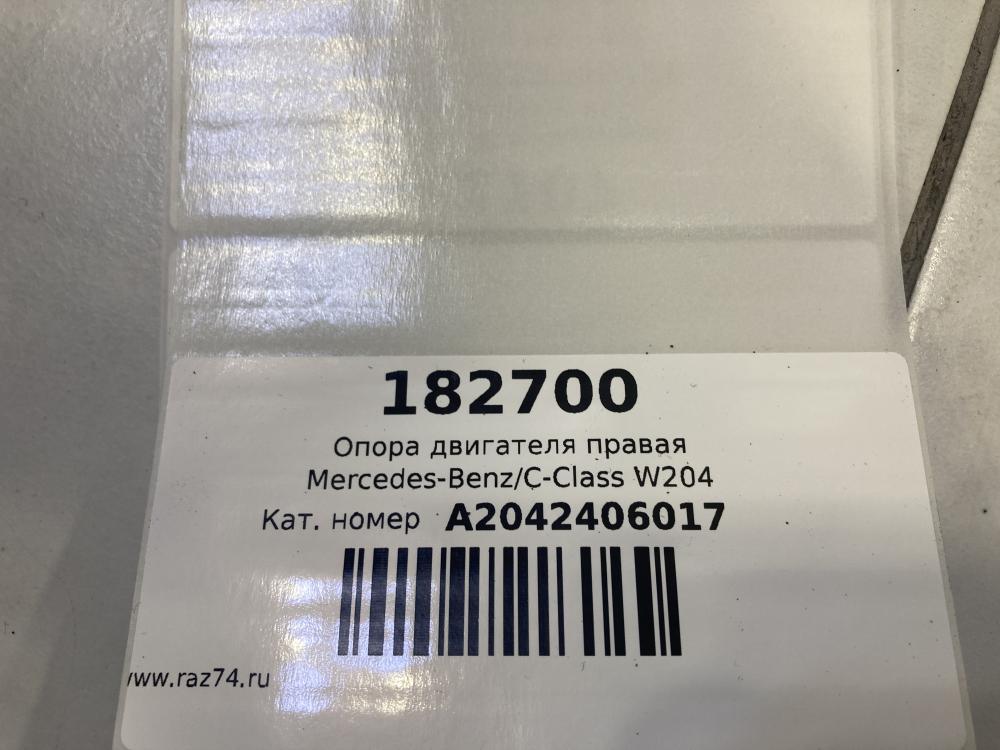 182700
Опора двигателя правая
Mercedes-Benz/C-Class W204
Кат. номер A2042406017
www.raz74.ru